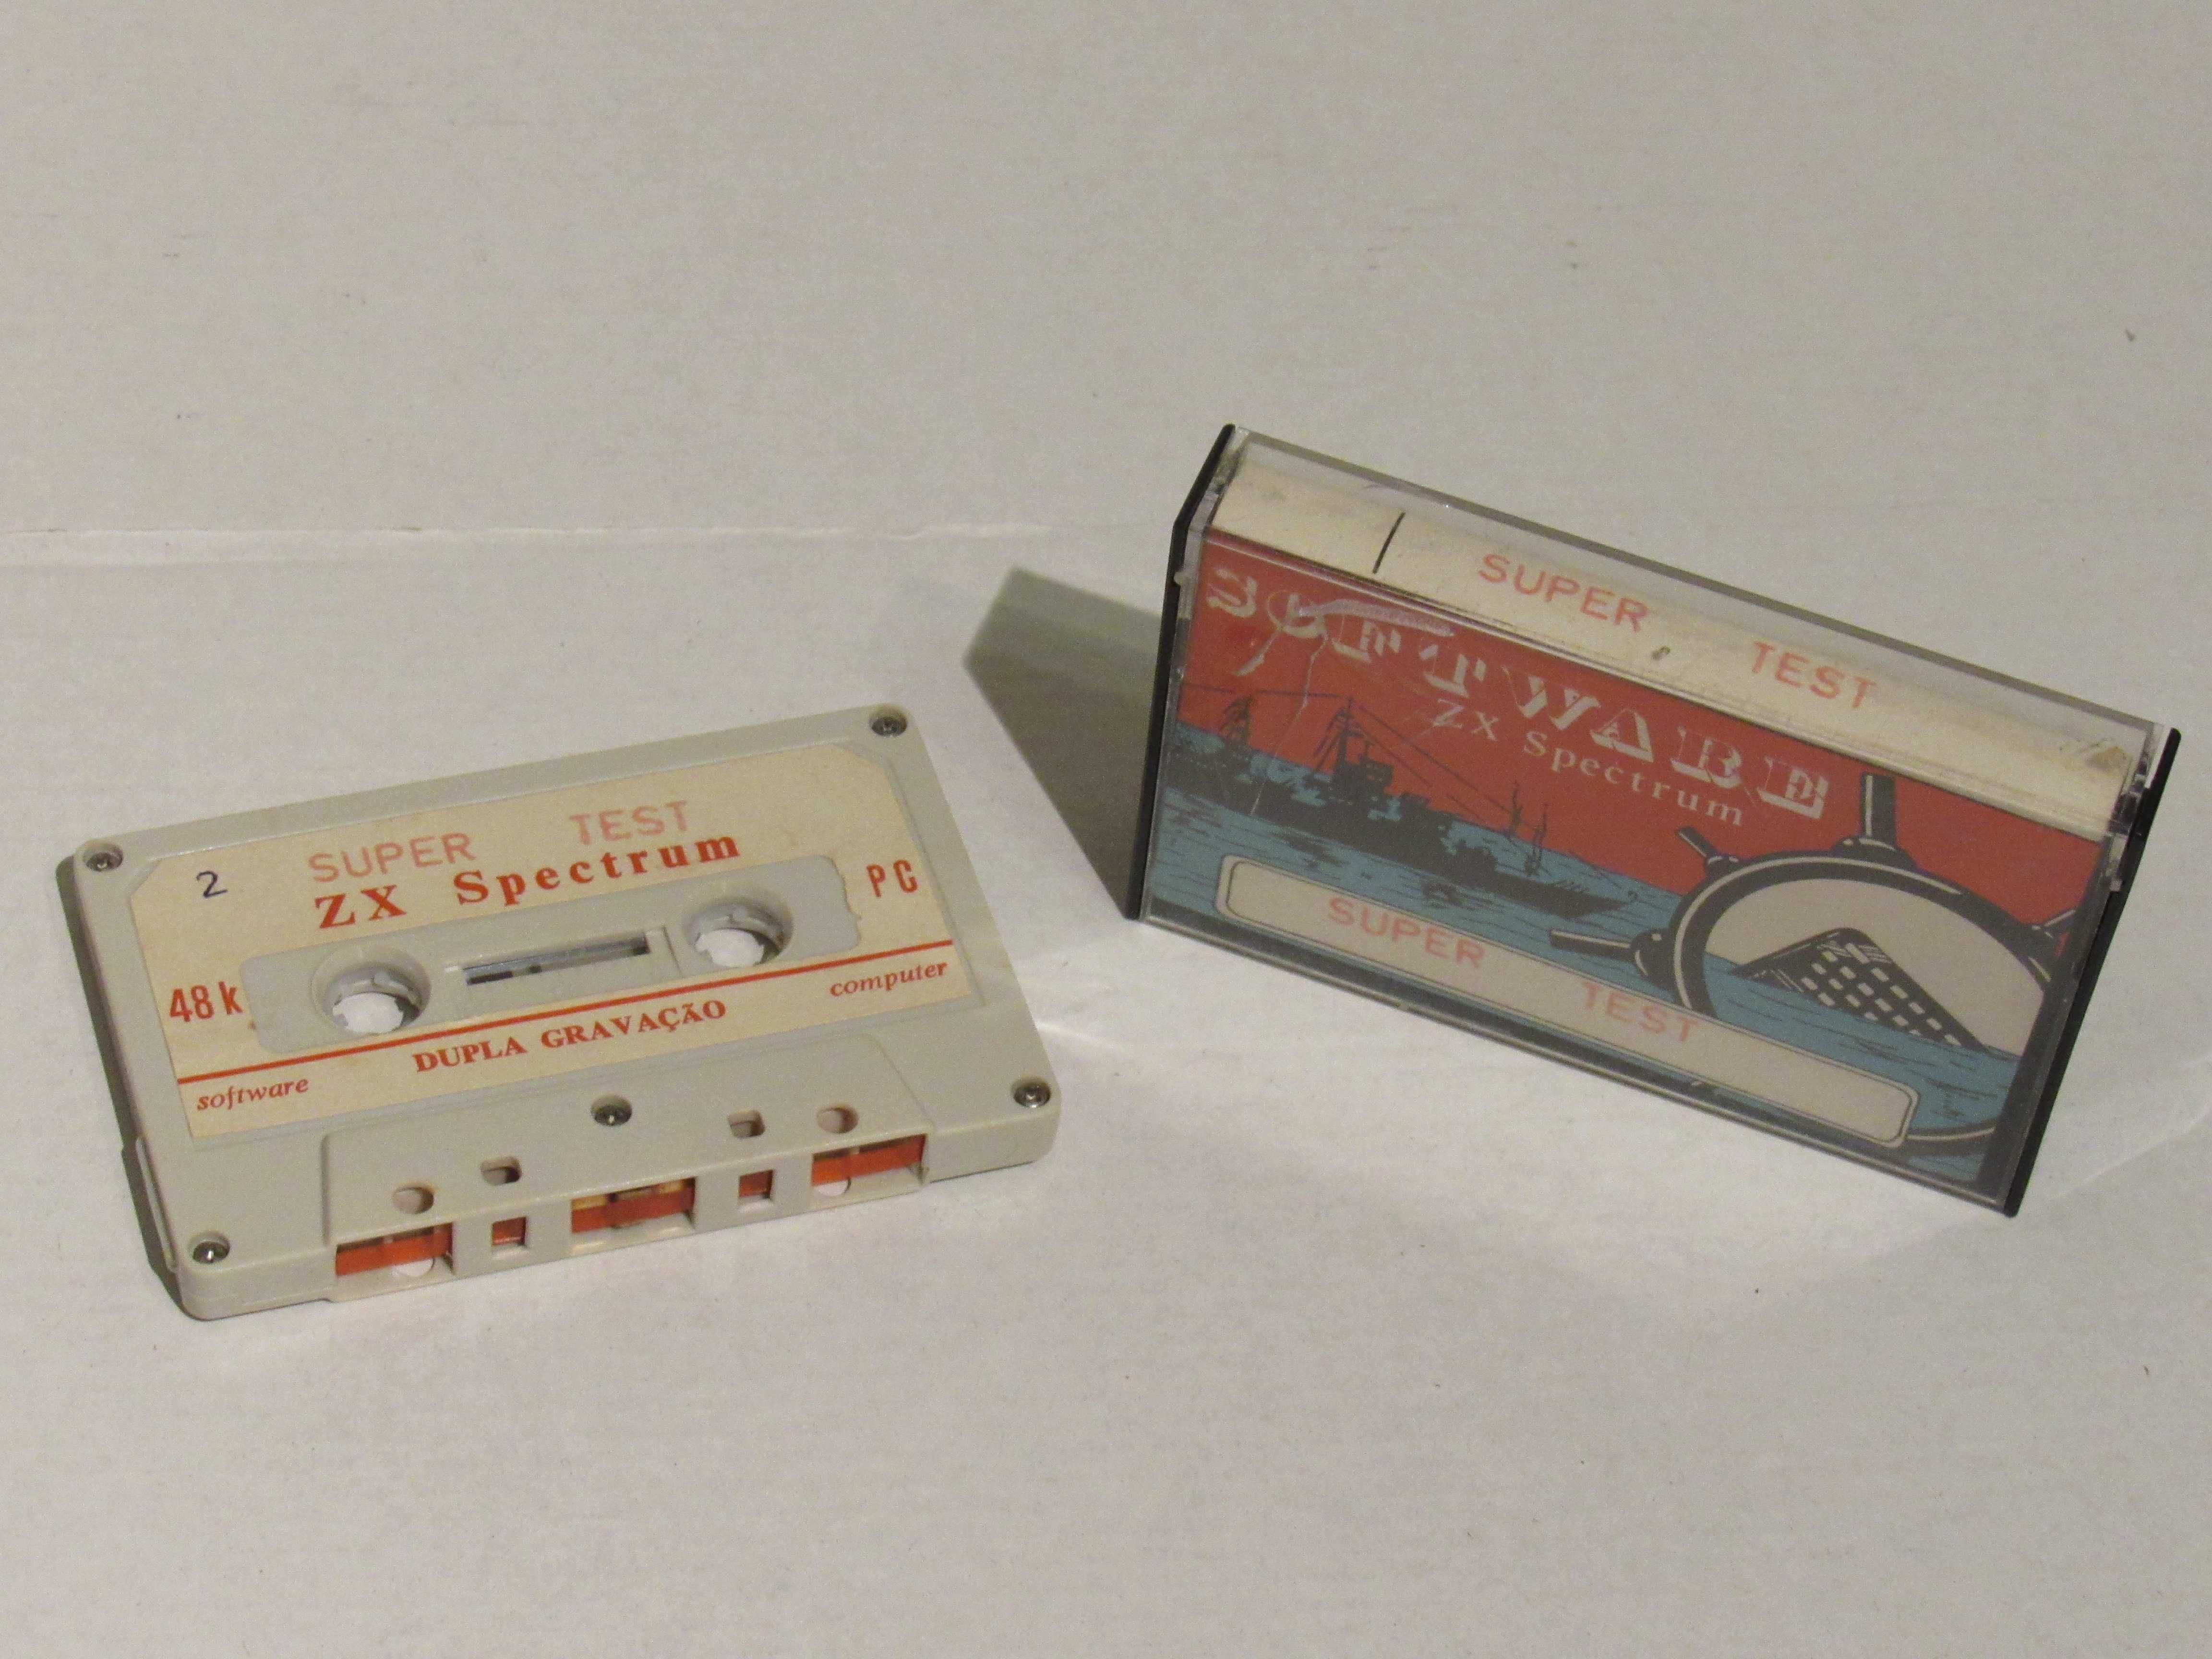 2
SUPER TEST
ZX Spectrum
48k
PC
software
DUPLA GRAVAÇÃO
computer
SUPER TEST
SOFTWARE
ZX Spectrum
SUPER TEST